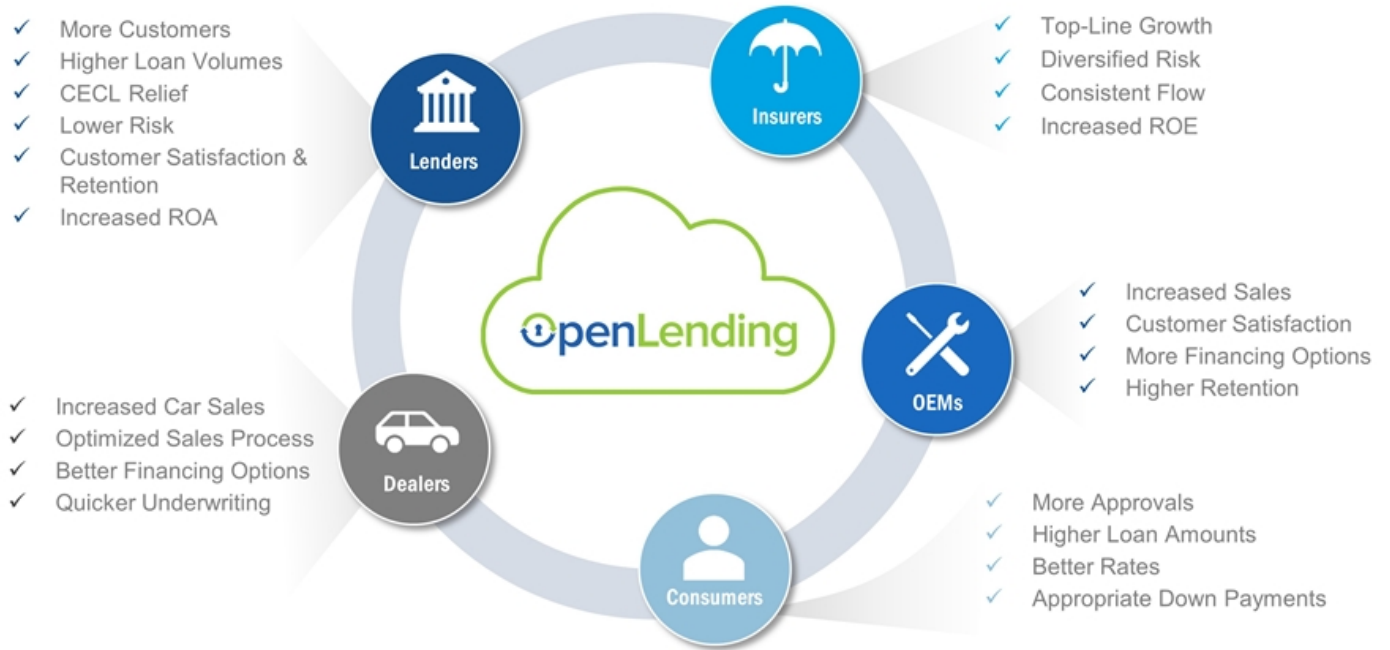 More Customers
Higher Loan Volumes
CECL Relief
Lower Risk
Customer Satisfaction &
Retention
Increased ROA
Lenders
Insurers
Top-Line Growth
Diversified Risk
Consistent Flow
Increased ROE
OpenLending
OEMs
Increased Sales
Customer Satisfaction
More Financing Options
Higher Retention
Increased Car Sales
Optimized Sales Process
Better Financing Options
Quicker Underwriting
Dealers
Consumers
More Approvals
Higher Loan Amounts
Better Rates
Appropriate Down Payments